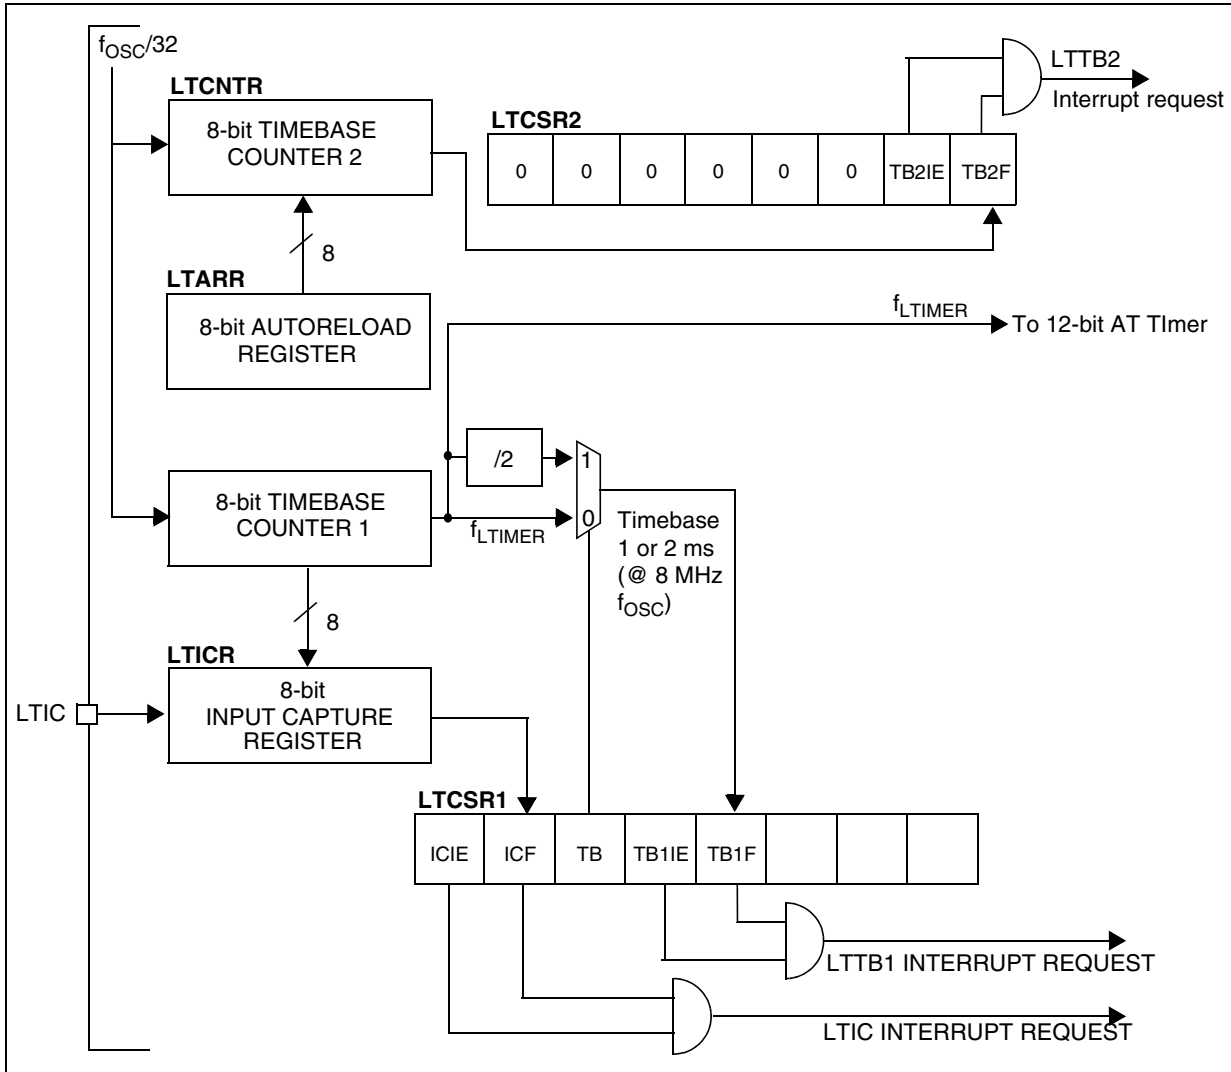 fOSC/32
LTCNTR
8-bit TIMEBASE
COUNTER 2
8
LTARR
8-bit AUTORELOAD
REGISTER
LTCSR2
0 0 0 0 0 0 TB2IE TB2F
LTTB2
Interrupt request
fLTIMER
To 12-bit AT TImer
8-bit TIMEBASE
COUNTER 1
/2
1
0
fLTIMER
Timebase
1 or 2 ms
(@ 8 MHz
fOSC)
8
LTICR
8-bit
INPUT CAPTURE
REGISTER
LTIC
LTCSR1
ICIE ICF TB TB1IE TB1F
LTTB1 INTERRUPT REQUEST
LTIC INTERRUPT REQUEST